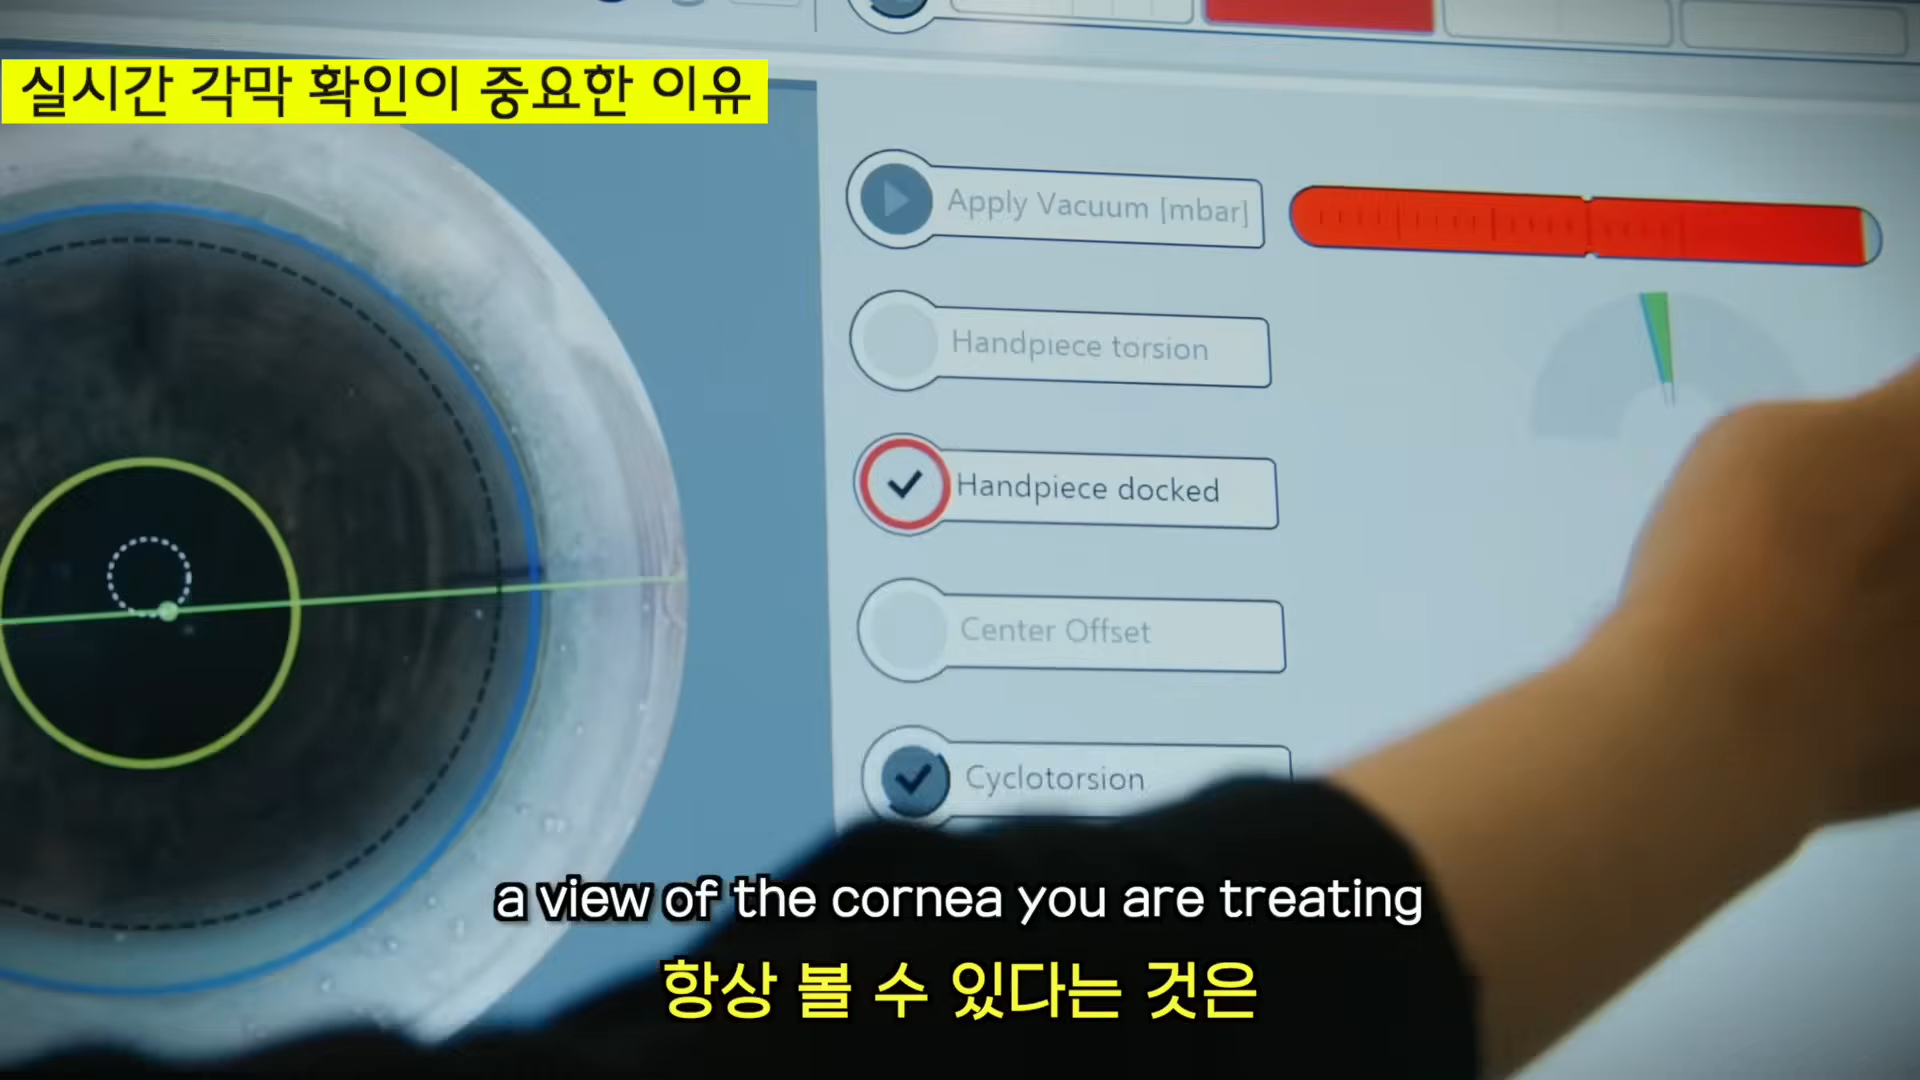 실시간 각막 확인이 중요한 이유
Apply Vacuum [mbar]
Handpiece torsion
Handpiece docked
Center Offset
Cyclotorsion
a view of the cornea you are treating
항상 볼 수 있다는 것은